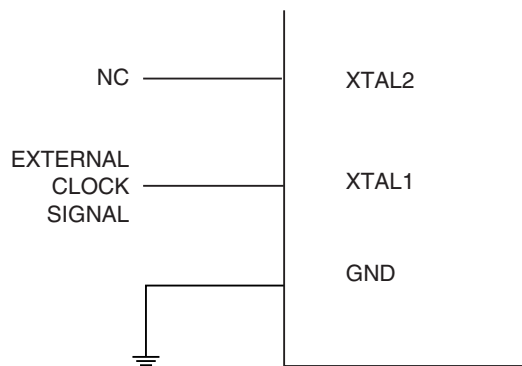 NC
XTAL2
EXTERNAL
CLOCK
SIGNAL
XTAL1
GND